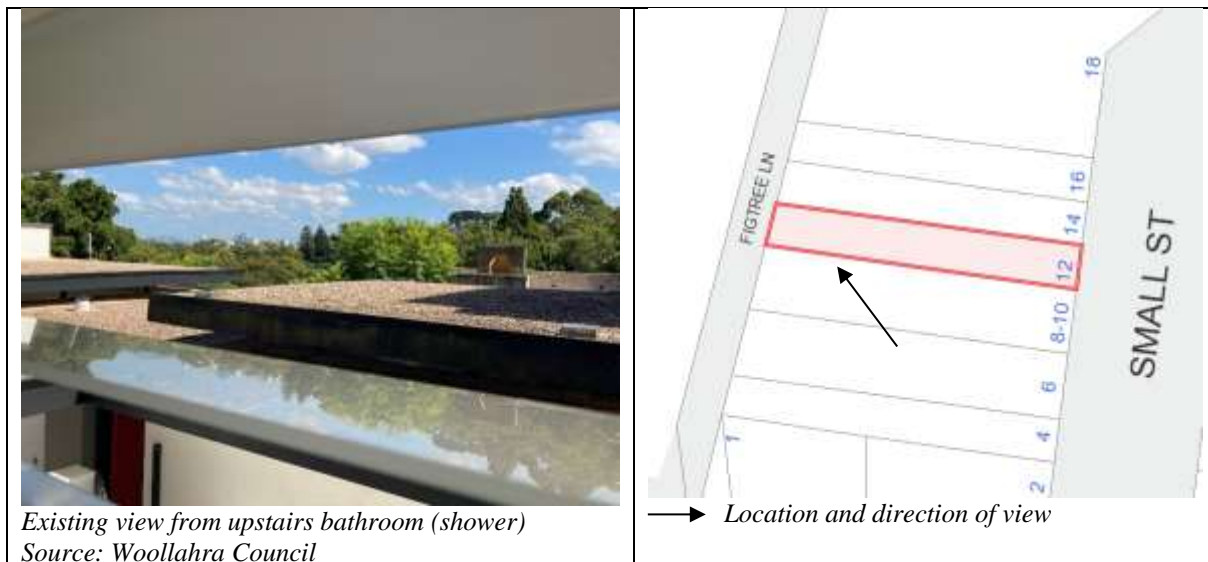 Existing view from upstairs bathroom (shower)
Source: Woollahra Council
FIGTREE LN
18
16
14
12
8-10
6
4
2
1
SMALL ST
Location and direction of view